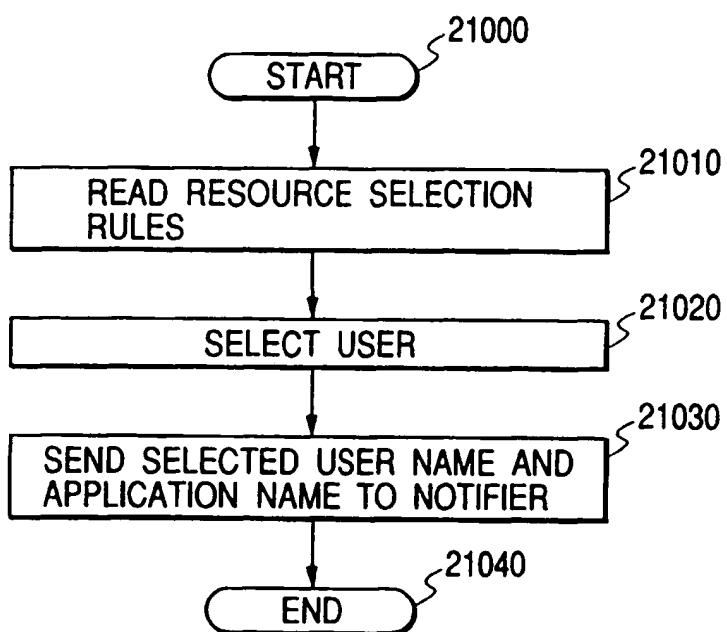 21000
START
21010
READ RESOURCE SELECTION
RULES
21020
SELECT USER
21030
SEND SELECTED USER NAME AND
APPLICATION NAME TO NOTIFIER
21040
END